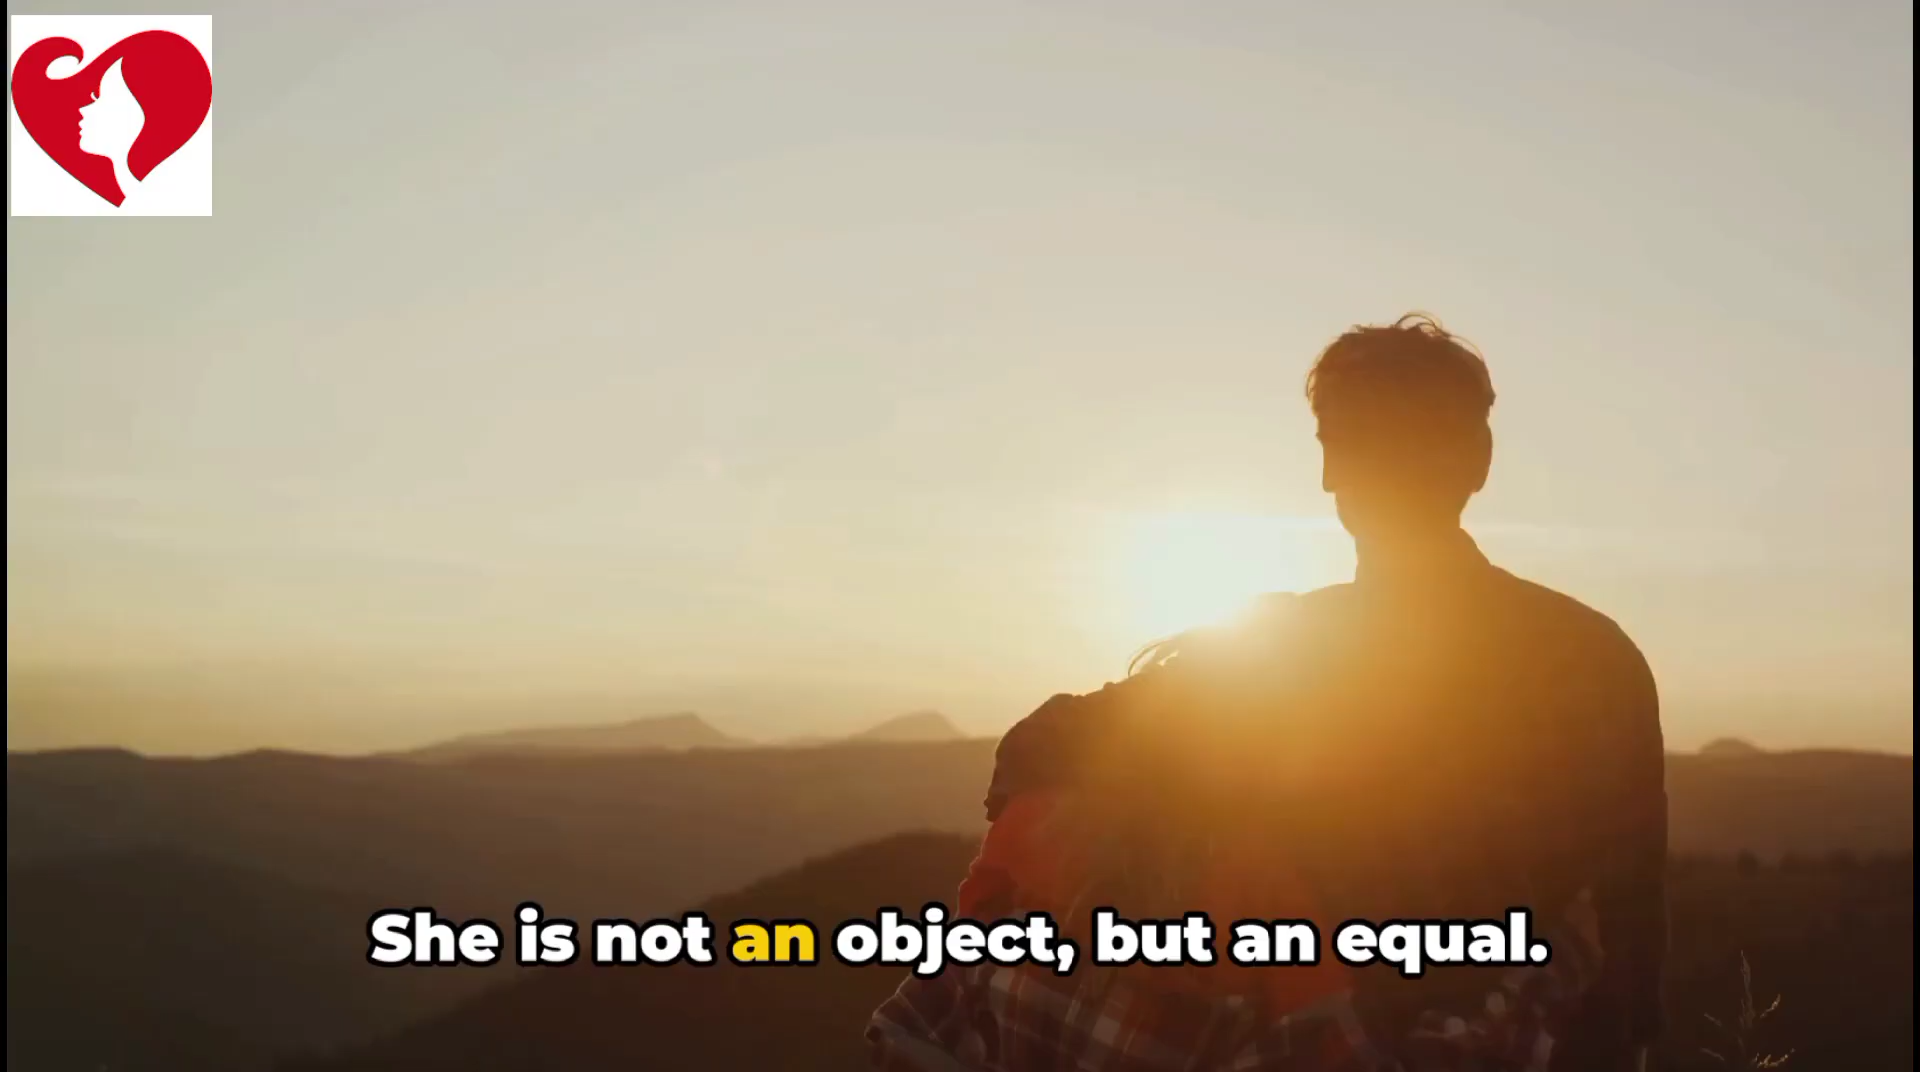 She is not an object, but an equal.